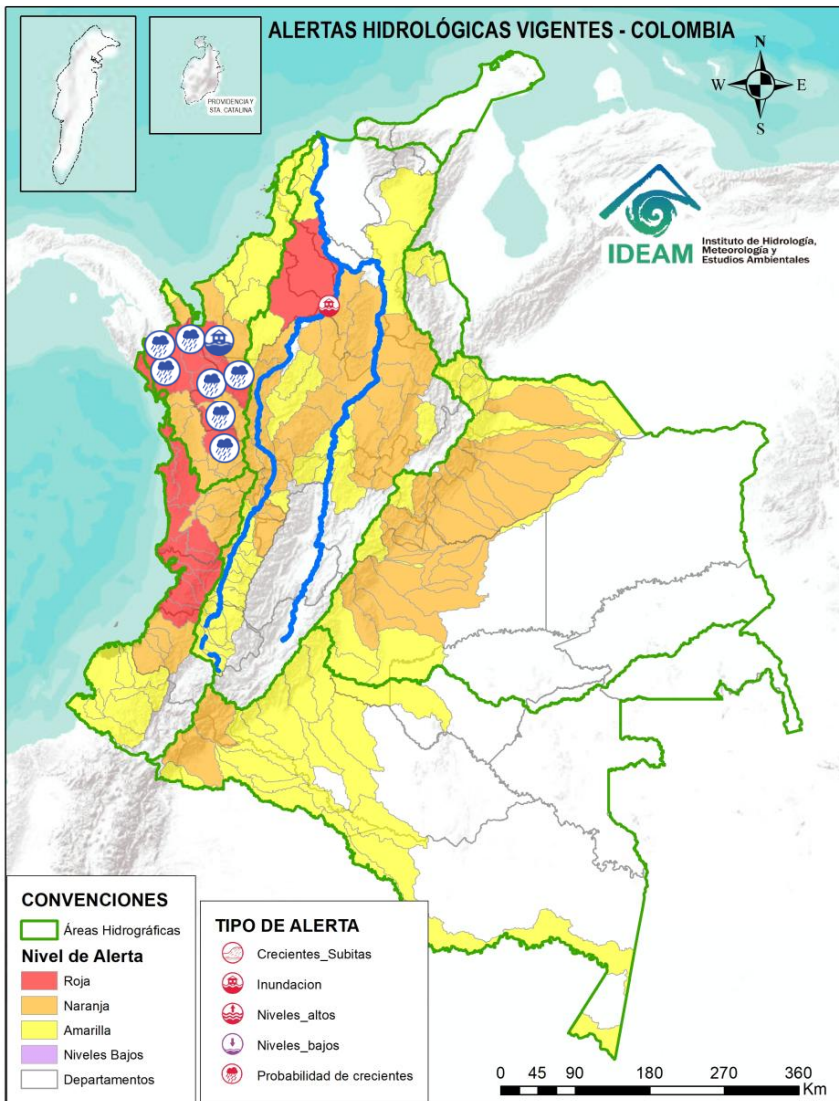 ALERTAS HIDROLÓGICAS VIGENTES - COLOMBIA
PROVIDENCIA Y
STA. CATALINA
N
W
E
S
IDEAM
Instituto de Hidrología,
Meteorología y
Estudios Ambientales
CONVENCIONES
Áreas Hidrográficas
Nivel de Alerta
Roja
Naranja
Amarilla
Niveles Bajos
Departamentos
TIPO DE ALERTA
Crecientes_Subitas
Inundacion
Niveles_altos
Niveles_bajos
Probabilidad de crecientes
0 45 90 180 270 360
Km